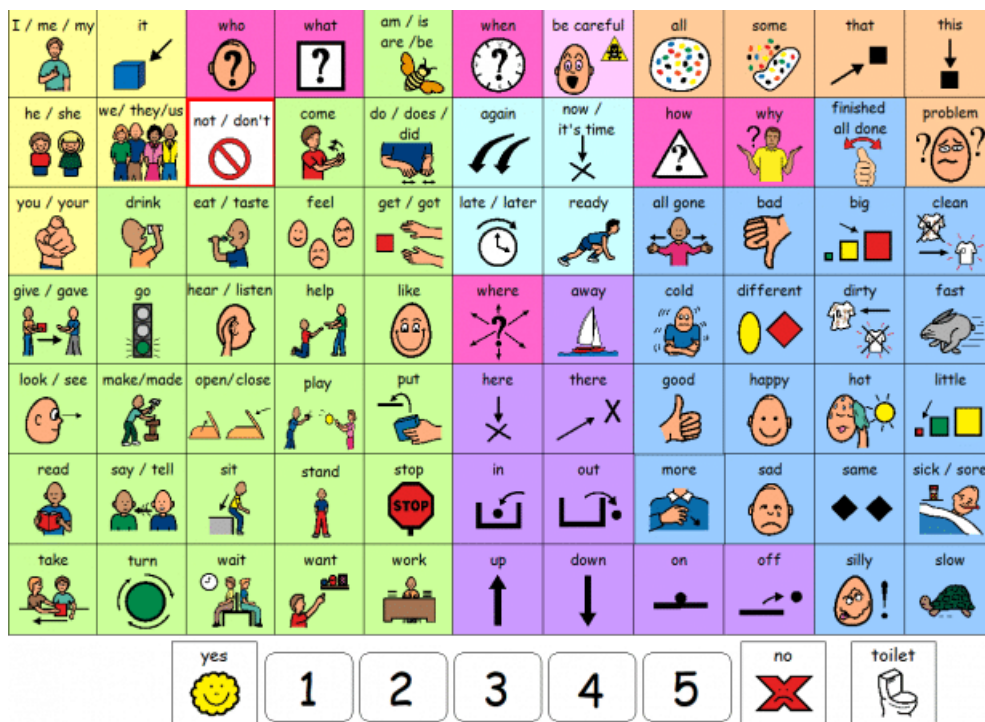 I / me / my
it
who
what
am / is
are /be
when
be careful
all
some
that
this
he / she
we/ they/us
not / don't
come
do / does /
did
again
now /
it's time
how
why
finished
all done
problem
you / your
drink
eat / taste
feel
get / got
late / later
ready
all gone
bad
big
clean
give / gave
go
hear / listen
help
like
where
away
cold
different
dirty
fast
look / see
make/made
open/close
play
put
here
there
good
happy
hot
little
read
say / tell
sit
stand
stop
STOP
in
out
more
sad
same
sick / sore
take
turn
wait
want
work
up
down
on
off
silly
slow
yes
1
2
3
4
5
no
toilet